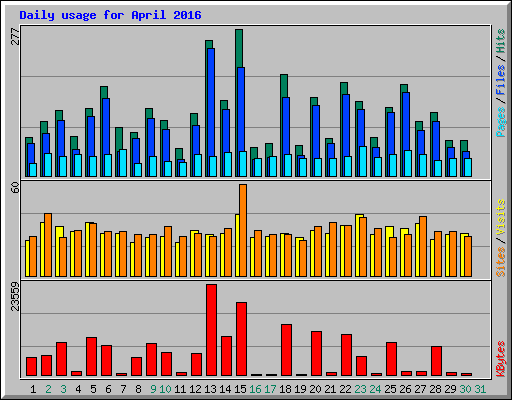 Daily usage for April 2016
277
Pages / Files / Hits
60
Sites / Visits
23559
KBytes
1 2 3 4 5 6 7 8 9 10 11 12 13 14 15 16 17 18 19 20 21 22 23 24 25 26 27 28 29 30 31